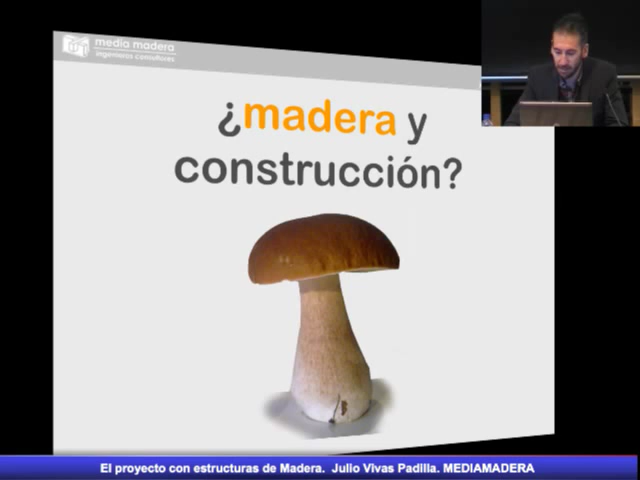 media madera
ingenieros consultores
¿madera y
construcción?
El proyecto con estructuras de Madera. Julio Vivas Padilla. MEDIAMADERA